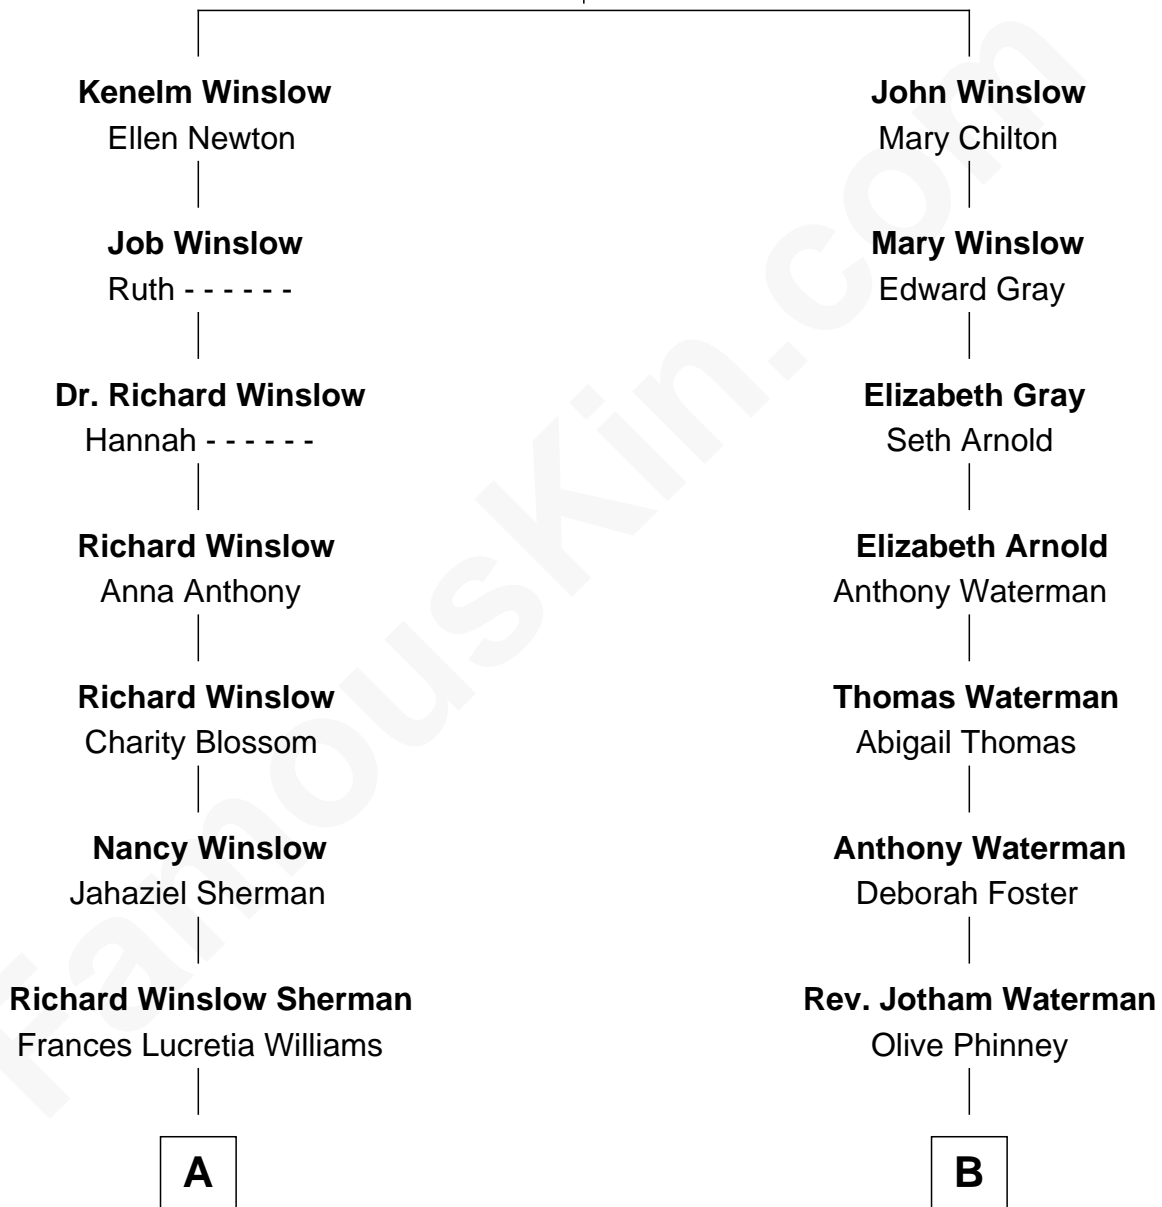 Kenelm Winslow
Ellen Newton
Job Winslow
Ruth - - - - - -
Dr. Richard Winslow
Hannah - - - - - -
Richard Winslow
Anna Anthony
Richard Winslow
Charity Blossom
Nancy Winslow
Jahaziel Sherman
Richard Winslow Sherman
Frances Lucretia Williams
A
John Winslow
Mary Chilton
Mary Winslow
Edward Gray
Elizabeth Gray
Seth Arnold
Elizabeth Arnold
Anthony Waterman
Thomas Waterman
Abigail Thomas
Anthony Waterman
Deborah Foster
Rev. Jotham Waterman
Olive Phinney
B
FamousKin.com